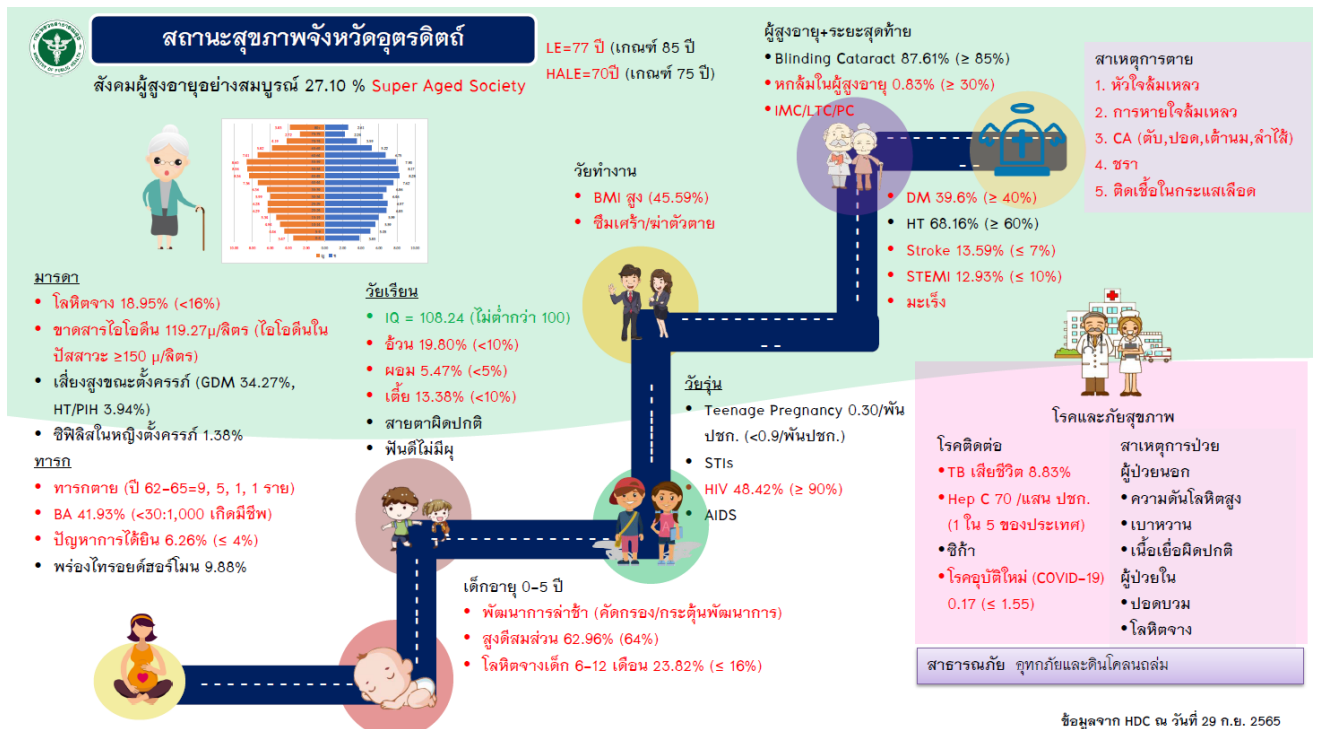 สถานะสุขภาพจังหวัดอุตรดิตถ์
สังคมผู้สูงอายุอย่างสมบูรณ์ 27.10 % Super Aged Society
LE=77 ปี (เกณฑ์ 85 ปี
HALE=70ปี (เกณฑ์ 75 ปี)
ผู้สูงอายุ+ระยะสุดท้าย
•Blinding Cataract 87.61% (≥ 85%)
•หกล้มในผู้สูงอายุ 0.83% (≥ 30%)
•IMC/LTC/PC
สาเหตุการตาย
1. หัวใจล้มเหลว
2. การหายใจล้มเหลว
3. CA (ตับ,ปอด,เต้านม,ลำไส้)
4. ชรา
5. ติดเชื้อในกระแสเลือด
วัยทำงาน
• BMI สูง (45.59%)
• ซึมเศร้า/ฆ่าตัวตาย
• DM 39.6% (≥ 40%)
• HT 68.16% (≥ 60%)
• Stroke 13.59% (≤ 7%)
• STEMI 12.93% (≤ 10%)
• มะเร็ง
มารดา
• โลหิตจาง 18.95% (<16%)
• ขาดสารไอโอดีน 119.27µ/ลิตร (ไอโอดีนใน
ปัสสาวะ ≥150 µ/ลิตร)
• เสี่ยงสูงขณะตั้งครรภ์ (GDM 34.27%,
HT/PIH 3.94%)
• ซิฟิลิสในหญิงตั้งครรภ์ 1.38%
ทารก
• ทารกตาย (ปี 62-65=9, 5, 1, 1 ราย)
• BA 41.93% (<30:1,000 เกิดมีชีพ)
• ปัญหาการได้ยิน 6.26% (≤ 4%)
• พร่องไทรอยด์ฮอร์โมน 9.88%
วัยเรียน
• IQ = 108.24 (ไม่ต่ำกว่า 100)
• อ้วน 19.80% (<10%)
• ผอม 5.47% (<5%)
• เตี้ย 13.38% (<10%)
• สายตาผิดปกติ
• ฟันดีไม่มีผุ
วัยรุ่น
• Teenage Pregnancy 0.30/พัน
ปชก. (<0.9/พันปชก.)
• STIs
• HIV 48.42% (≥ 90%)
• AIDS
เด็กอายุ 0-5 ปี
• พัฒนาการล่าช้า (คัดกรอง/กระตุ้นพัฒนาการ)
• สูงดีสมส่วน 62.96% (64%)
• โลหิตจางเด็ก 6-12 เดือน 23.82% (≤ 16%)
โรคและภัยสุขภาพ
โรคติดต่อ
•TB เสียชีวิต 8.83%
•Hep C 70 /แสน ปชก.
(1 ใน 5 ของประเทศ)
•ซิก้า
•โรคอุบัติใหม่ (COVID-19)
0.17 (≤ 1.55)
สาเหตุการป่วย
ผู้ป่วยนอก
•ความดันโลหิตสูง
•เบาหวาน
•เนื้อเยื่อผิดปกติ
ผู้ป่วยใน
•ปอดบวม
•โลหิตจาง
สาธารณภัย อุทกภัยและดินโคลนถล่ม
ข้อมูลจาก HDC ณ วันที่ 29 ก.ย. 2565